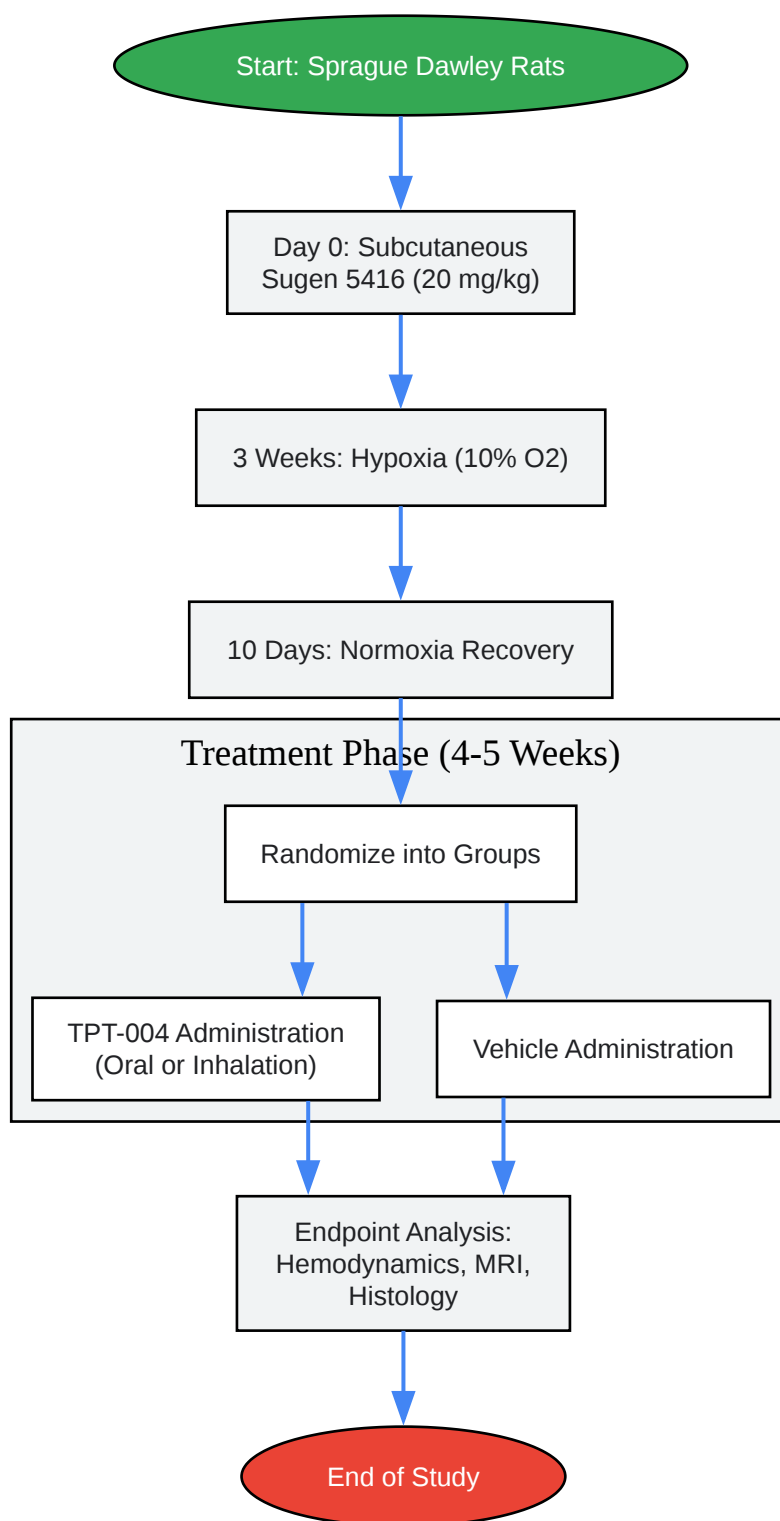 Start: Sprague Dawley Rats
Day 0: Subcutaneous
Sugen 5416 (20 mg/kg)
3 Weeks: Hypoxia (10% O2)
10 Days: Normoxia Recovery
Treatment Phase (4-5 Weeks)
Randomize into Groups
TPT-004 Administration
(Oral or Inhalation)
Vehicle Administration
Endpoint Analysis:
Hemodynamics, MRI,
Histology
End of Study